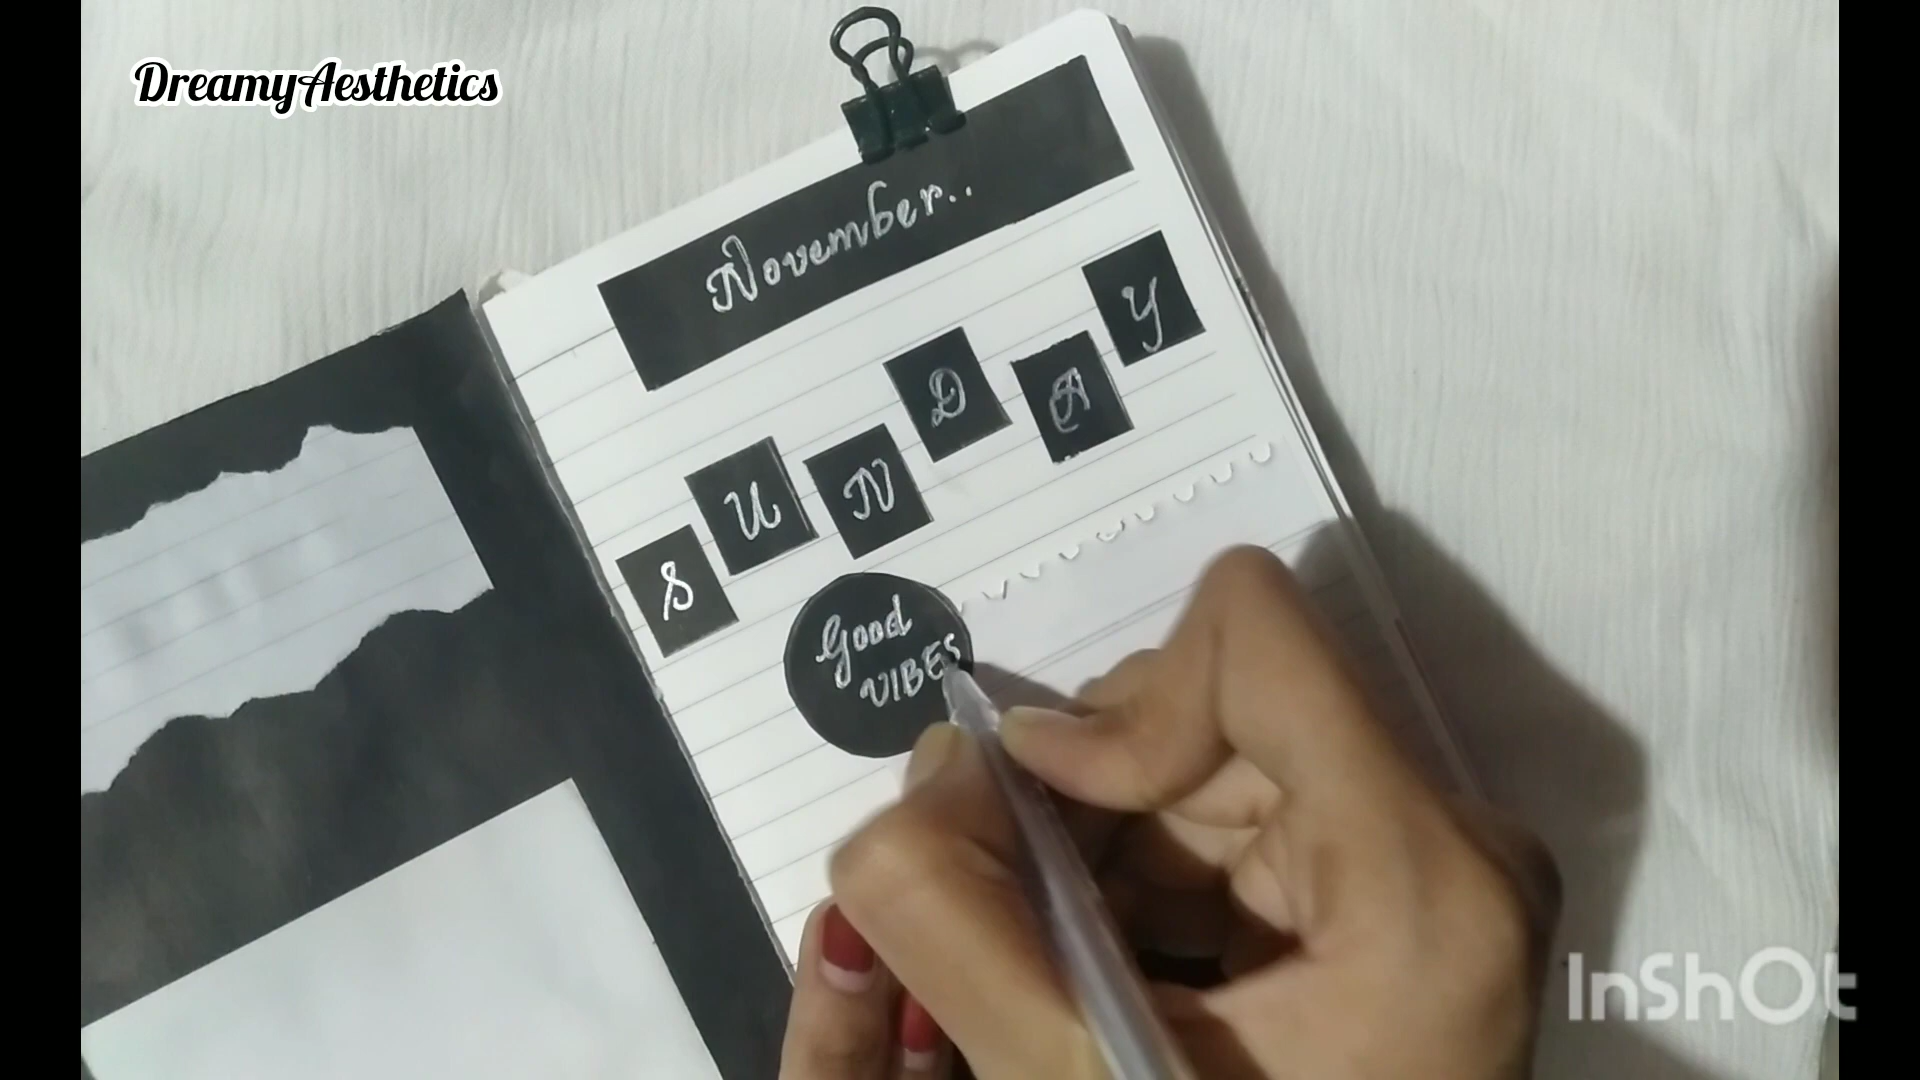 DreamyAesthetics
November..
SUNDAY
Good
VIBES
InShOt